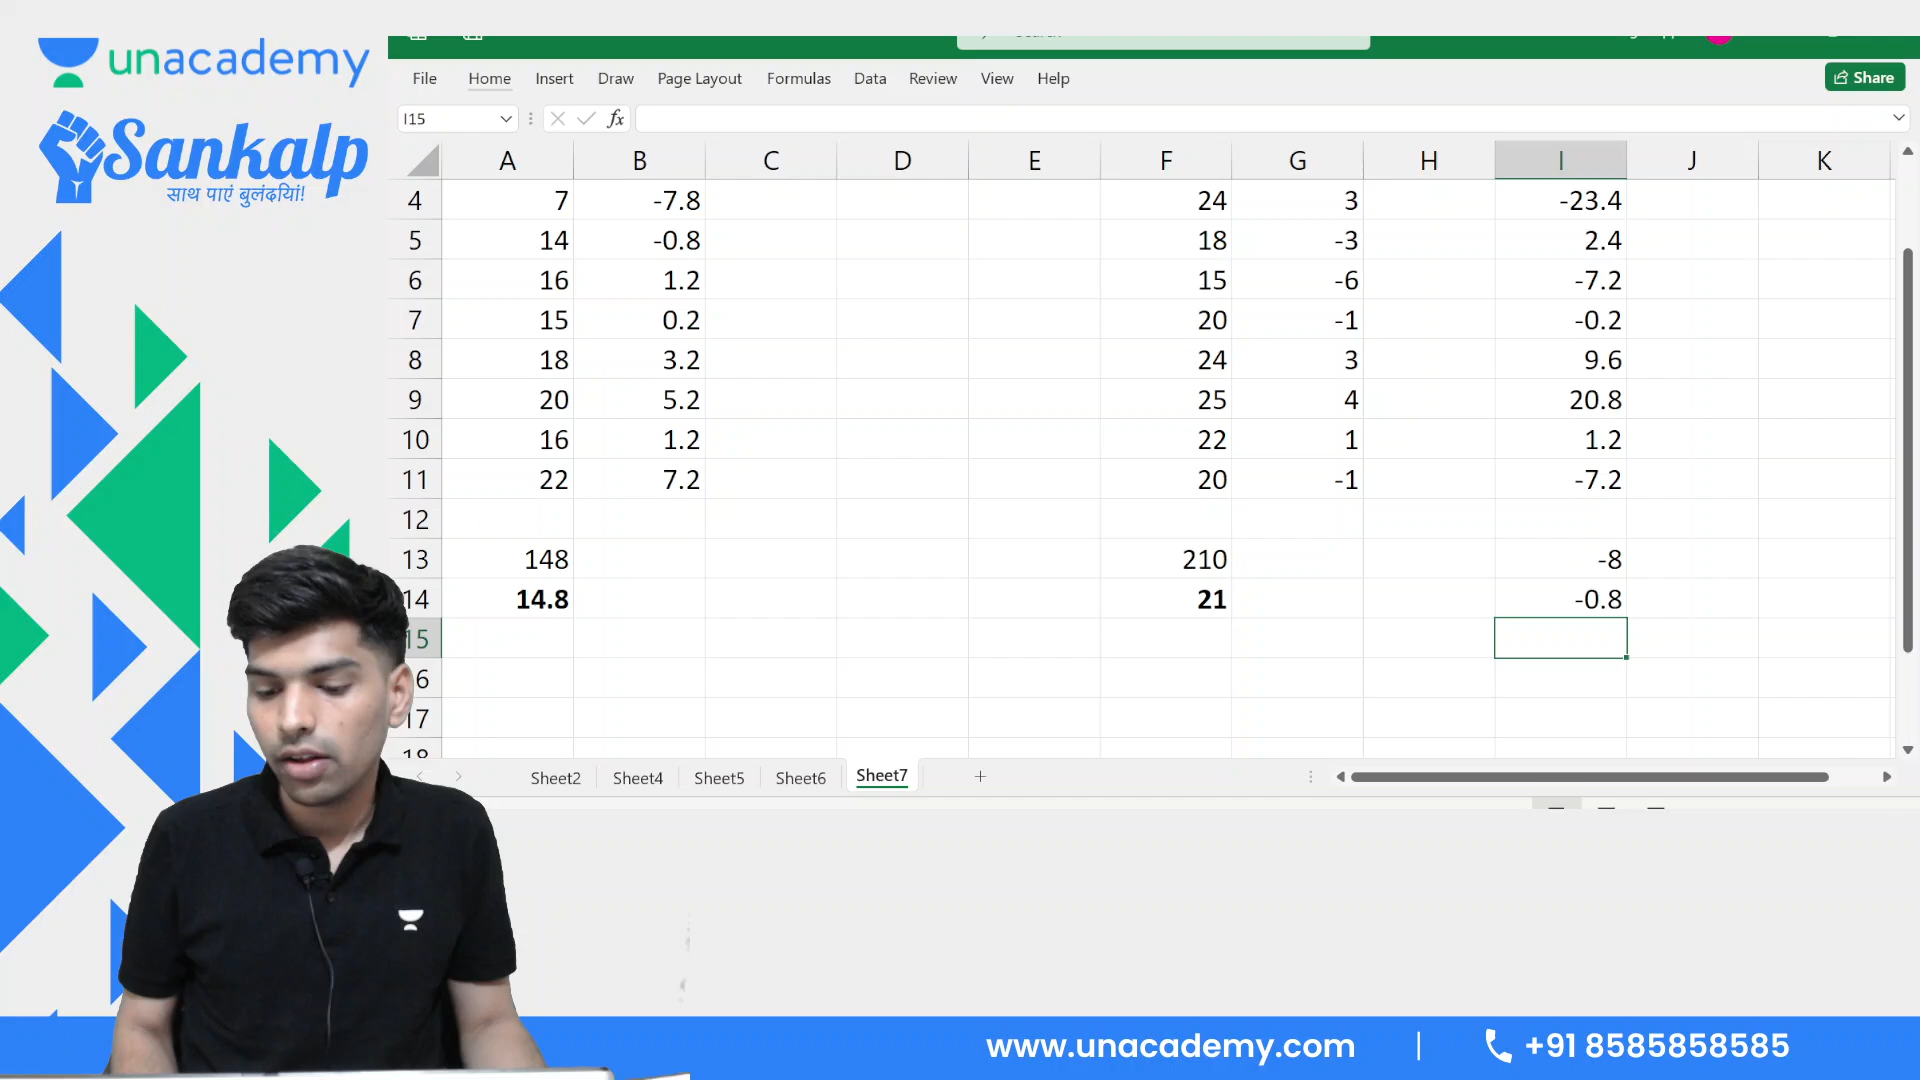 unacademy
Sankalp
साथ पाएं बुलंदियां!
File Home Insert Draw Page Layout Formulas Data Review View Help
Share
I15
fx
A B C D E F G H I J K
4 7 -7.8 24 3 -23.4
5 14 -0.8 18 -3 2.4
6 16 1.2 15 -6 -7.2
7 15 0.2 20 -1 -0.2
8 18 3.2 24 3 9.6
9 20 5.2 25 4 20.8
10 16 1.2 22 1 1.2
11 22 7.2 20 -1 -7.2
12
13 148 210 -8
14 14.8 21 -0.8
15
6
17
18
Sheet2 Sheet4 Sheet5 Sheet6 Sheet7
www.unacademy.com | +91 8585858585